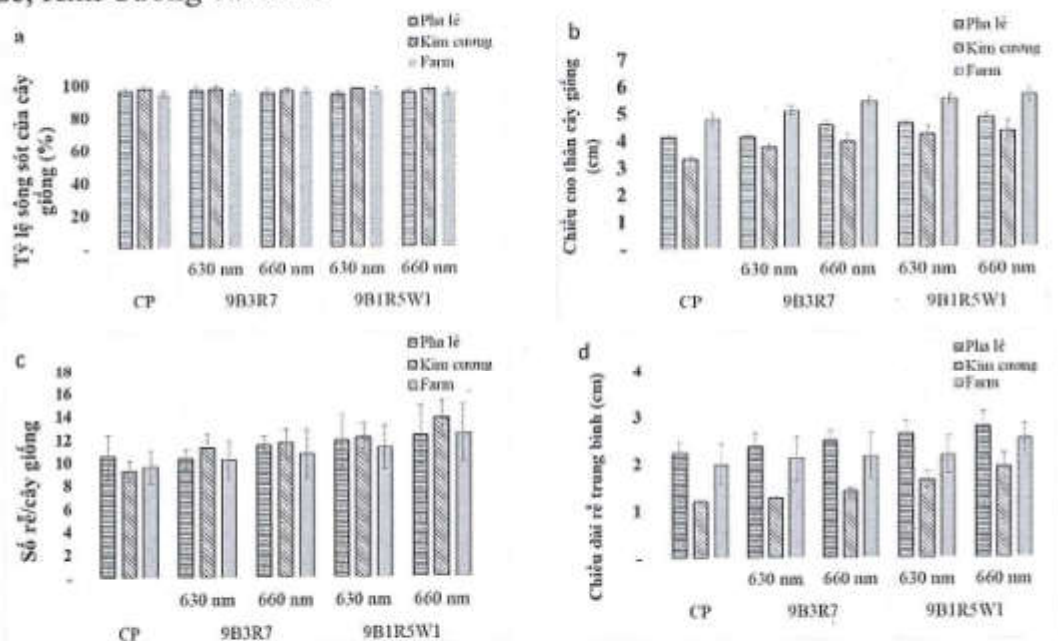 a
Pha lê
Kim cương
Farm
Tỷ lệ sống sót của cây
giống (%)
100
80
60
40
20
-
630 nm 660 nm 630 nm 660 nm
CP 9B3R7 9B1R5W1
b
Pha lê
Kim cương
Farm
Chiều cao thân cây giống
(cm)
7
6
5
4
3
2
1
-
630 nm 660 nm 630 nm 660 nm
CP 9B3R7 9B1R5W1
c
Pha lê
Kim cương
Farm
Số rễ/cây giống
18
16
14
12
10
8
6
4
2
-
630 nm 660 nm 630 nm 660 nm
CP 9B3R7 9B1R5W1
d
Pha lê
Kim cương
Farm
Chiều dài rễ trung bình (cm)
4
3
2
1
-
630 nm 660 nm 630 nm 660 nm
CP 9B3R7 9B1R5W1